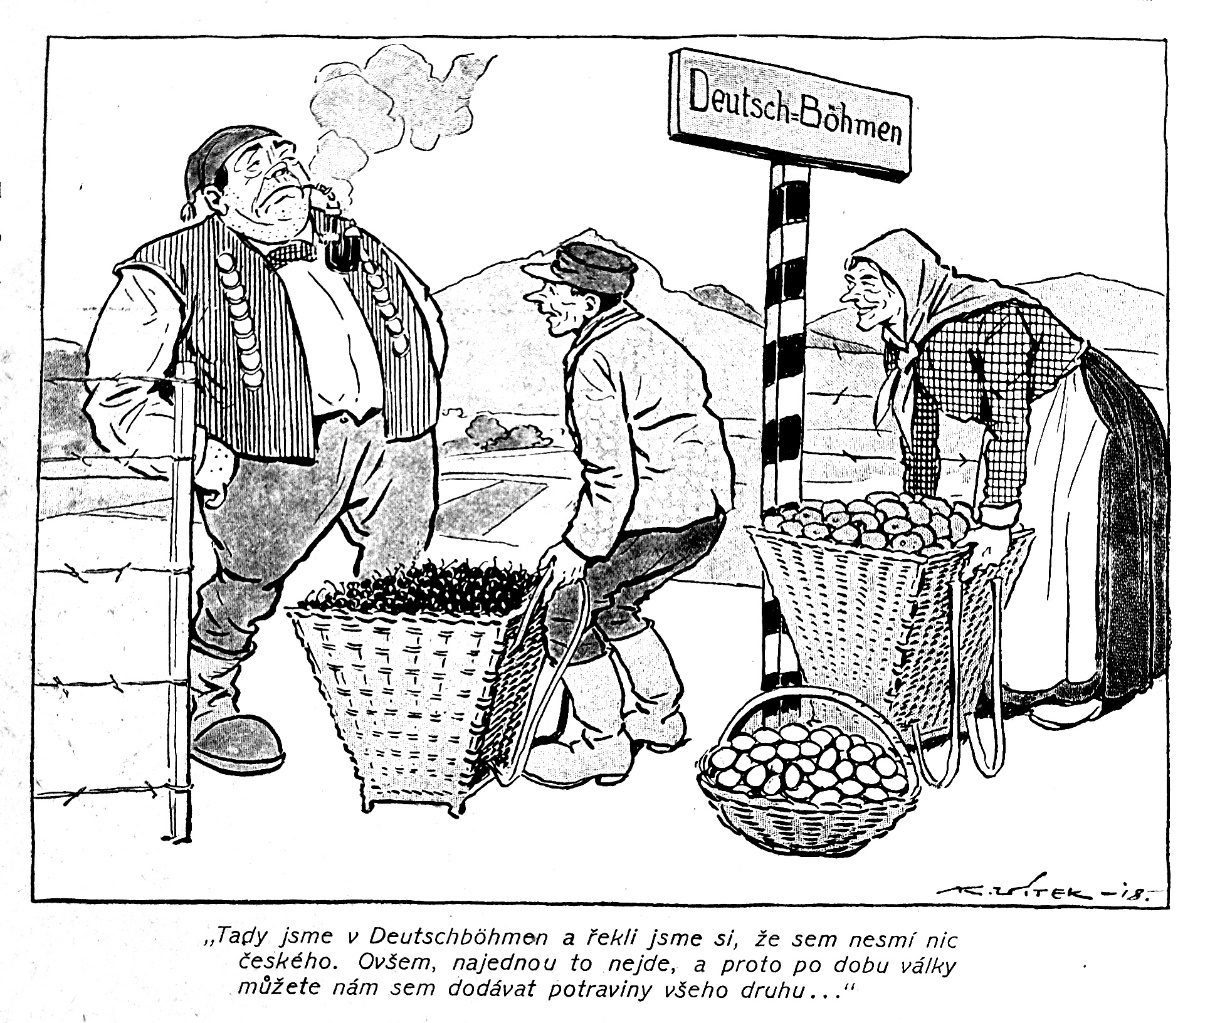 Deutsch=Böhmen
K. VÍTEK - '18.
„Tady jsme v Deutschböhmen a řekli jsme si, že sem nesmí nic
českého. Ovšem, najednou to nejde, a proto po dobu války
můžete nám sem dodávat potraviny všeho druhu...“